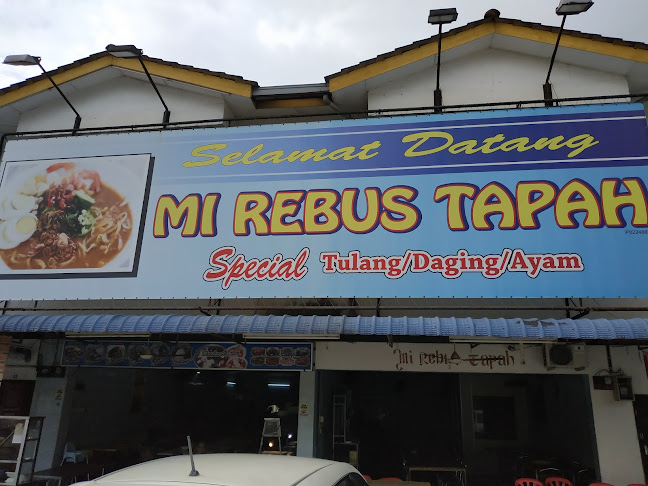 Selamat Datang
MI REBUS TAPAH
Special Tulang/Daging/Ayam
Mi Rebus Tapah